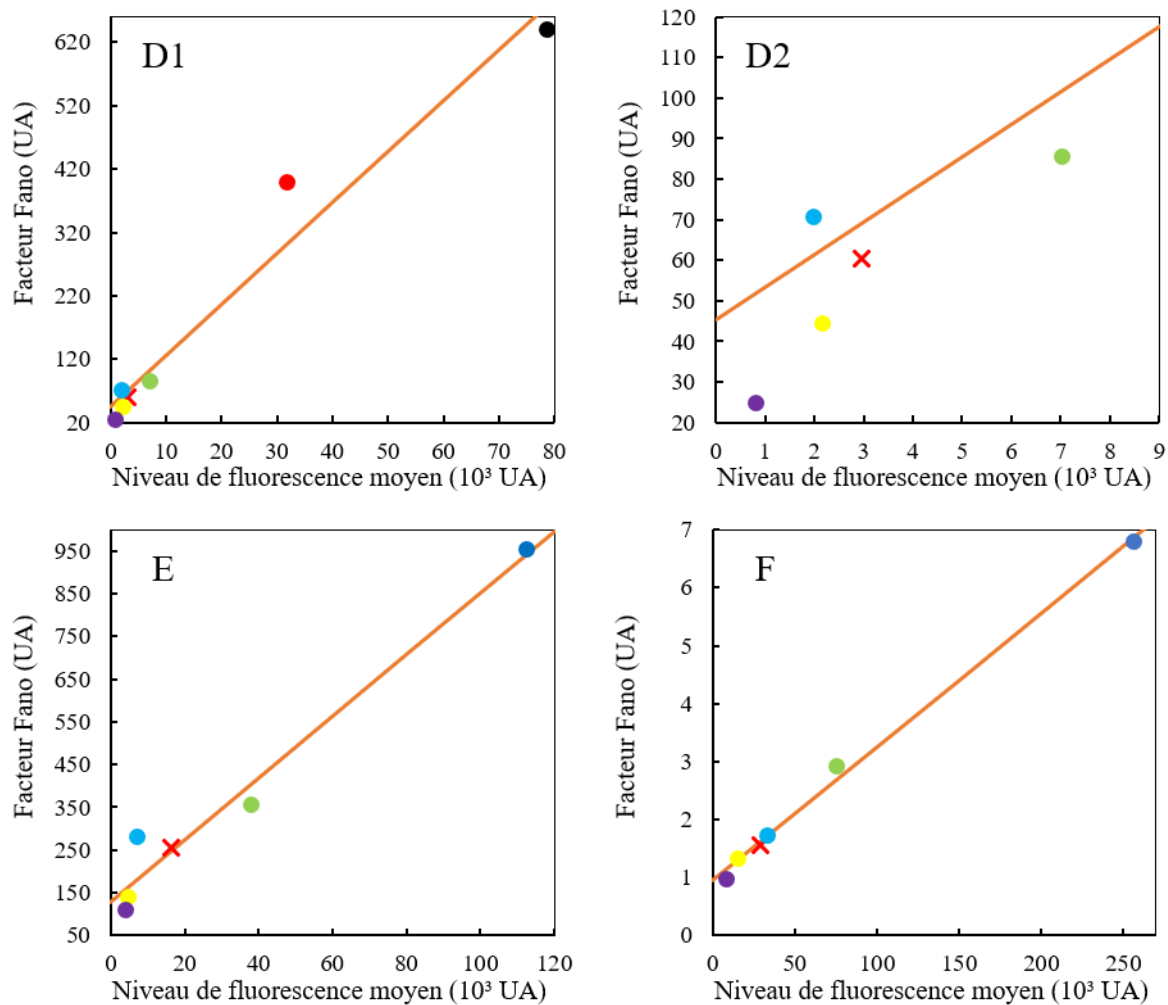 D1
Facteur Fano (UA)
620
520
420
320
220
120
20
0 10 20 30 40 50 60 70 80
Niveau de fluorescence moyen (10³ UA)
D2
Facteur Fano (UA)
120
110
100
90
80
70
60
50
40
30
20
0 1 2 3 4 5 6 7 8 9
Niveau de fluorescence moyen (10³ UA)
E
Facteur Fano (UA)
950
850
750
650
550
450
350
250
150
50
0 20 40 60 80 100 120
Niveau de fluorescence moyen (10³ UA)
F
Facteur Fano (UA)
7
6
5
4
3
2
1
0
0 50 100 150 200 250
Niveau de fluorescence moyen (10³ UA)